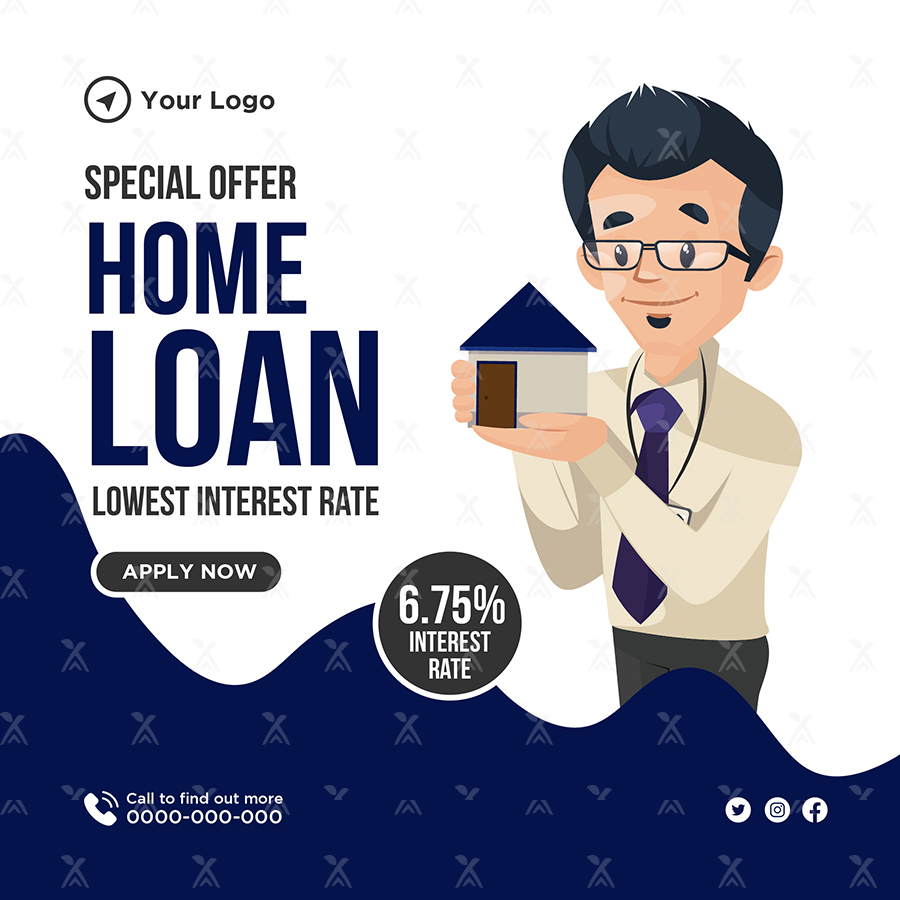 Your Logo
SPECIAL OFFER
HOME
LOAN
LOWEST INTEREST RATE
APPLY NOW
6.75%
INTEREST
RATE
Call to find out more
0000-000-000